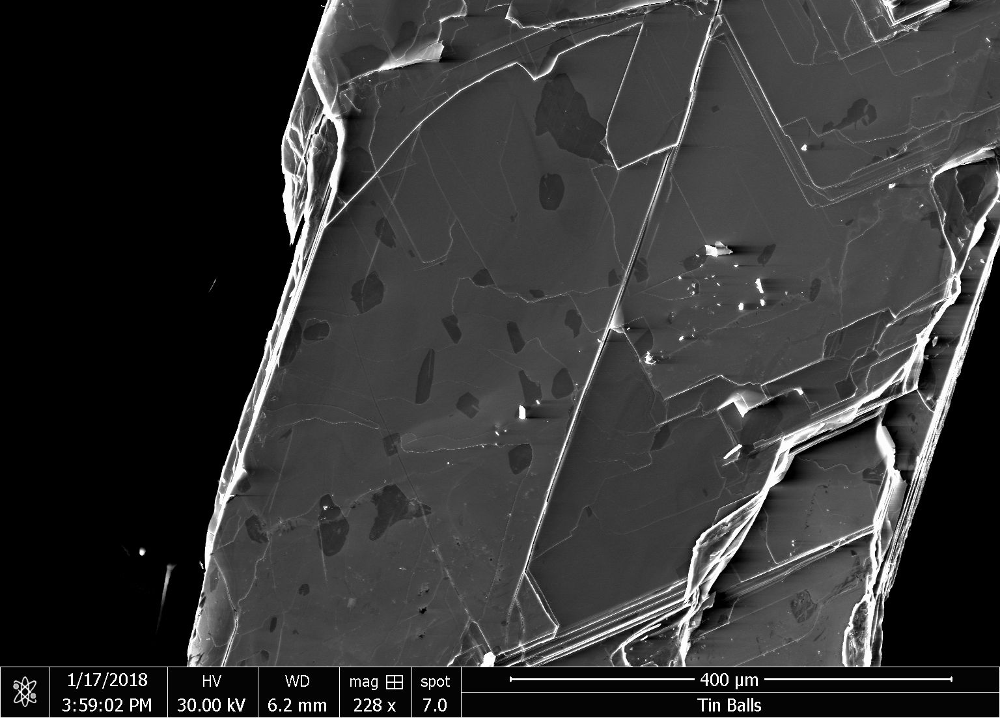 1/17/2018
3:59:02 PM
HV
30.00 kV
WD
6.2 mm
mag
228 x
spot
7.0
400 µm
Tin Balls